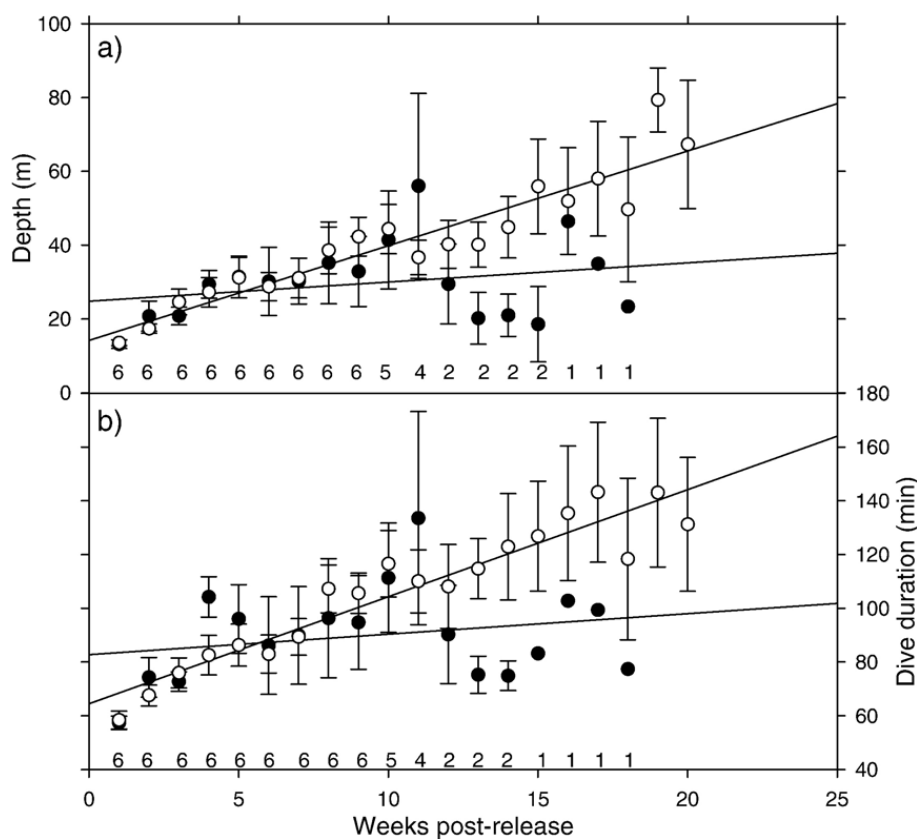 100
a)
80
60
Depth (m)
40
20
6 6 6 6 6 6 6 6 6 5 4 2 2 2 2 1 1 1
0
180
b)
160
140
120
Dive duration (min)
100
80
60
6 6 6 6 6 6 6 6 6 5 4 2 2 2 1 1 1 1
40
0 5 10 15 20 25
Weeks post-release